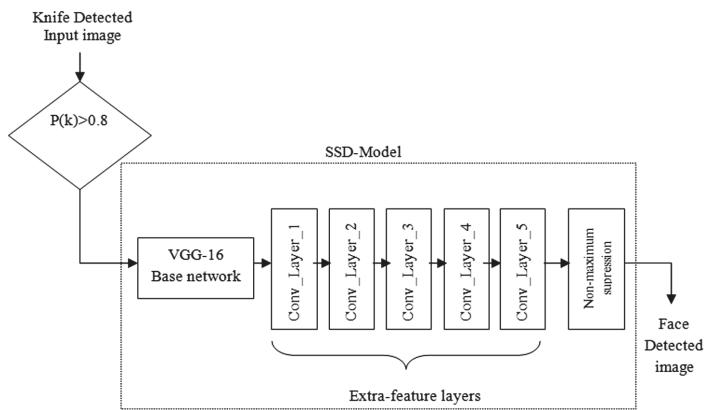 Knife Detected
Input image
P(k)>0.8
SSD-Model
VGG-16
Base network
Conv_Layer_1
Conv_Layer_2
Conv_Layer_3
Conv_Layer_4
Conv_Layer_5
Non-maximum
supression
Face
Detected
image
Extra-feature layers